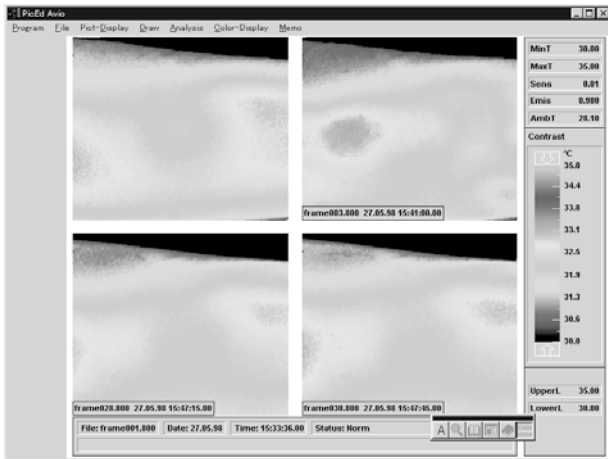 PicEd Avio
Program File Pict-Display Draw Analysis Color-Display Memo
MinT 30.00
MaxT 35.00
Sens 0.01
Emis 0.980
AmbT 28.10
Contrast
°C
35.0
34.4
33.8
33.1
32.5
31.9
31.3
30.6
30.0
frame003.800 27.05.98 15:41:00.00
frame028.800 27.05.98 15:47:15.00
frame030.800 27.05.98 15:47:45.00
UpperL 35.00
LowerL 30.00
File: frame001.800 Date: 27.05.98 Time: 15:33:36.00 Status: Norm
A